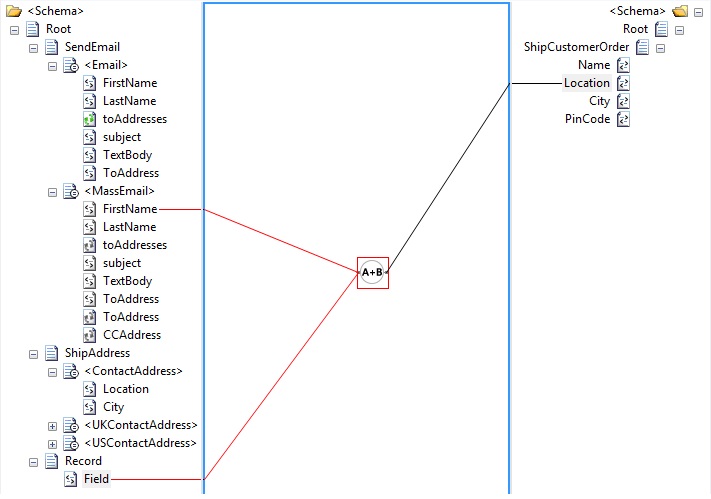 <Schema>
Root
SendEmail
<Email>
FirstName
LastName
toAddresses
subject
TextBody
ToAddress
<MassEmail>
FirstName
LastName
toAddresses
subject
TextBody
ToAddress
ToAddress
CCAddress
ShipAddress
<ContactAddress>
Location
City
<UKContactAddress>
<USContactAddress>
Record
Field
A+B
<Schema>
Root
ShipCustomerOrder
Name
Location
City
PinCode